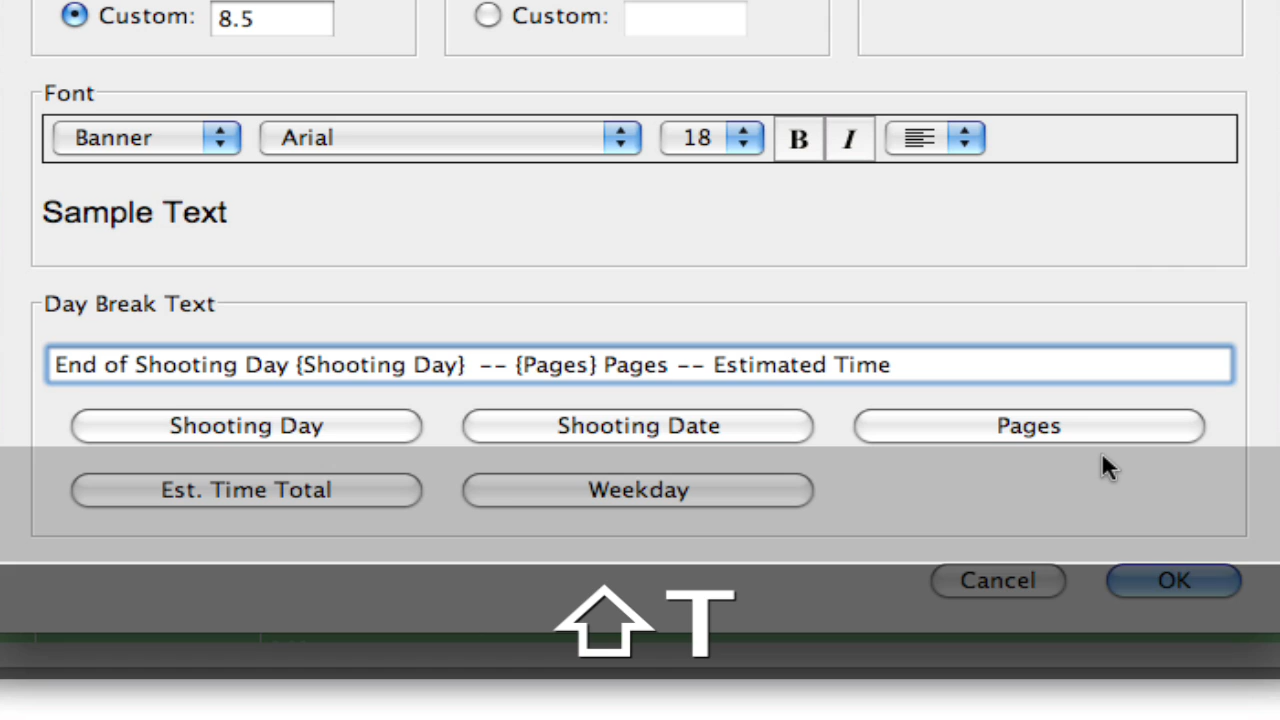 Custom: 8.5 Custom:
Font
Banner Arial 18 B I
Sample Text
Day Break Text
End of Shooting Day {Shooting Day}  -- {Pages} Pages -- Estimated Time
Shooting Day Shooting Date Pages
Est. Time Total Weekday
Cancel OK
⇧ T